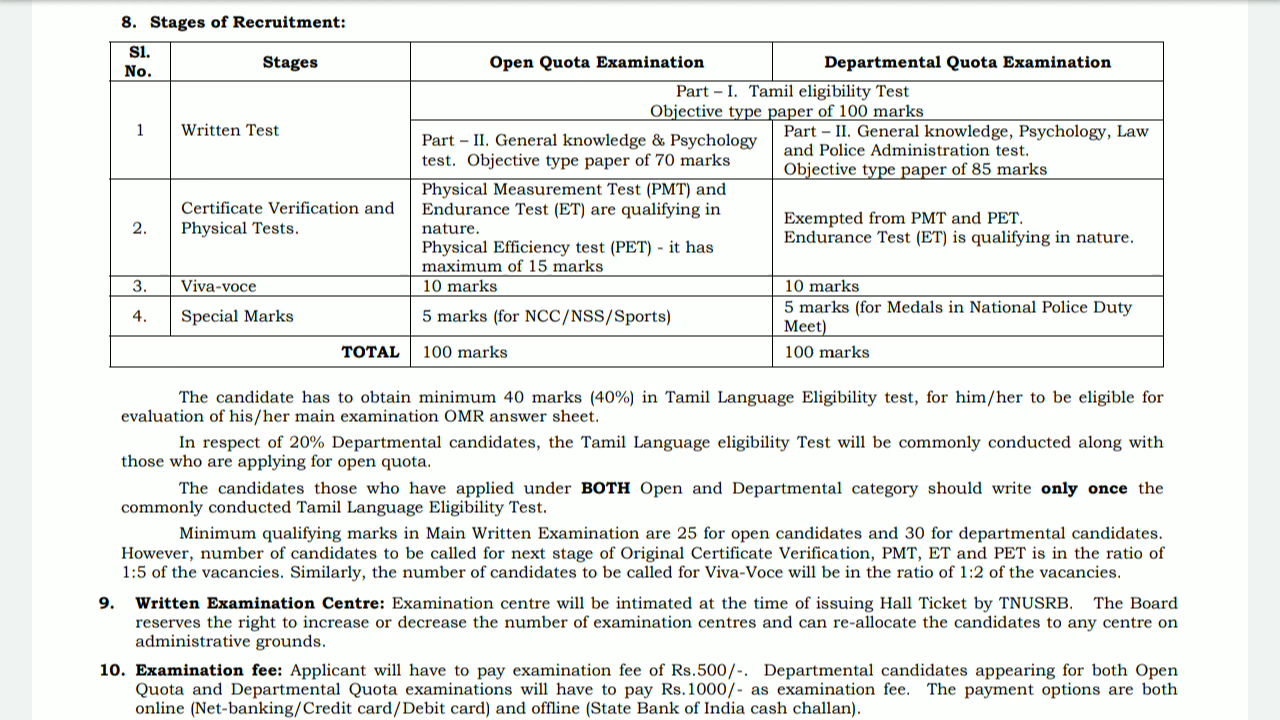 8. Stages of Recruitment:
Sl. No. Stages Open Quota Examination Departmental Quota Examination
Part – I. Tamil eligibility Test
Objective type paper of 100 marks
1 Written Test
Part – II. General knowledge & Psychology
test. Objective type paper of 70 marks
Part – II. General knowledge, Psychology, Law
and Police Administration test.
Objective type paper of 85 marks
2.
Certificate Verification and
Physical Tests.
Physical Measurement Test (PMT) and
Endurance Test (ET) are qualifying in
nature.
Physical Efficiency test (PET) - it has
maximum of 15 marks
Exempted from PMT and PET.
Endurance Test (ET) is qualifying in nature.
3. Viva-voce 10 marks 10 marks
4. Special Marks 5 marks (for NCC/NSS/Sports)
5 marks (for Medals in National Police Duty
Meet)
TOTAL 100 marks 100 marks
The candidate has to obtain minimum 40 marks (40%) in Tamil Language Eligibility test, for him/her to be eligible for
evaluation of his/her main examination OMR answer sheet.
In respect of 20% Departmental candidates, the Tamil Language eligibility Test will be commonly conducted along with
those who are applying for open quota.
The candidates those who have applied under BOTH Open and Departmental category should write only once the
commonly conducted Tamil Language Eligibility Test.
Minimum qualifying marks in Main Written Examination are 25 for open candidates and 30 for departmental candidates.
However, number of candidates to be called for next stage of Original Certificate Verification, PMT, ET and PET is in the ratio of
1:5 of the vacancies. Similarly, the number of candidates to be called for Viva-Voce will be in the ratio of 1:2 of the vacancies.
9. Written Examination Centre: Examination centre will be intimated at the time of issuing Hall Ticket by TNUSRB. The Board
reserves the right to increase or decrease the number of examination centres and can re-allocate the candidates to any centre on
administrative grounds.
10. Examination fee: Applicant will have to pay examination fee of Rs.500/-. Departmental candidates appearing for both Open
Quota and Departmental Quota examinations will have to pay Rs.1000/- as examination fee. The payment options are both
online (Net-banking/Credit card/Debit card) and offline (State Bank of India cash challan).